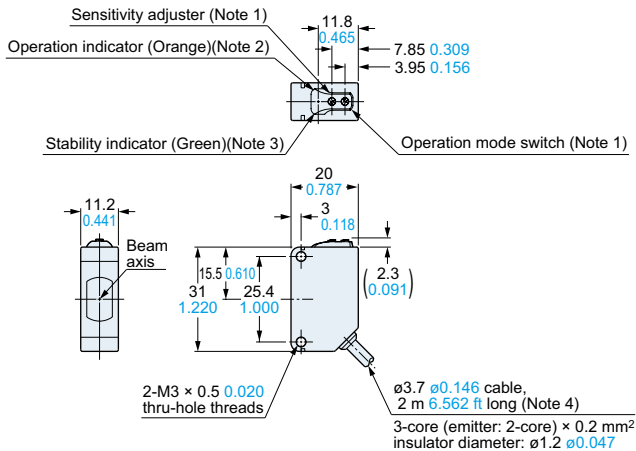 Sensitivity adjuster (Note 1)
11.8
0.465
Operation indicator (Orange)(Note 2)
7.85 0.309
3.95 0.156
Stability indicator (Green)(Note 3)
Operation mode switch (Note 1)
20
0.787
11.2
0.441
3
0.118
Beam
axis
15.5 0.610
2.3
0.091
31
1.220
25.4
1.000
2-M3 × 0.5 0.020
thru-hole threads
ø3.7 ø0.146 cable,
2 m 6.562 ft long (Note 4)
3-core (emitter: 2-core) × 0.2 mm²
insulator diameter: ø1.2 ø0.047